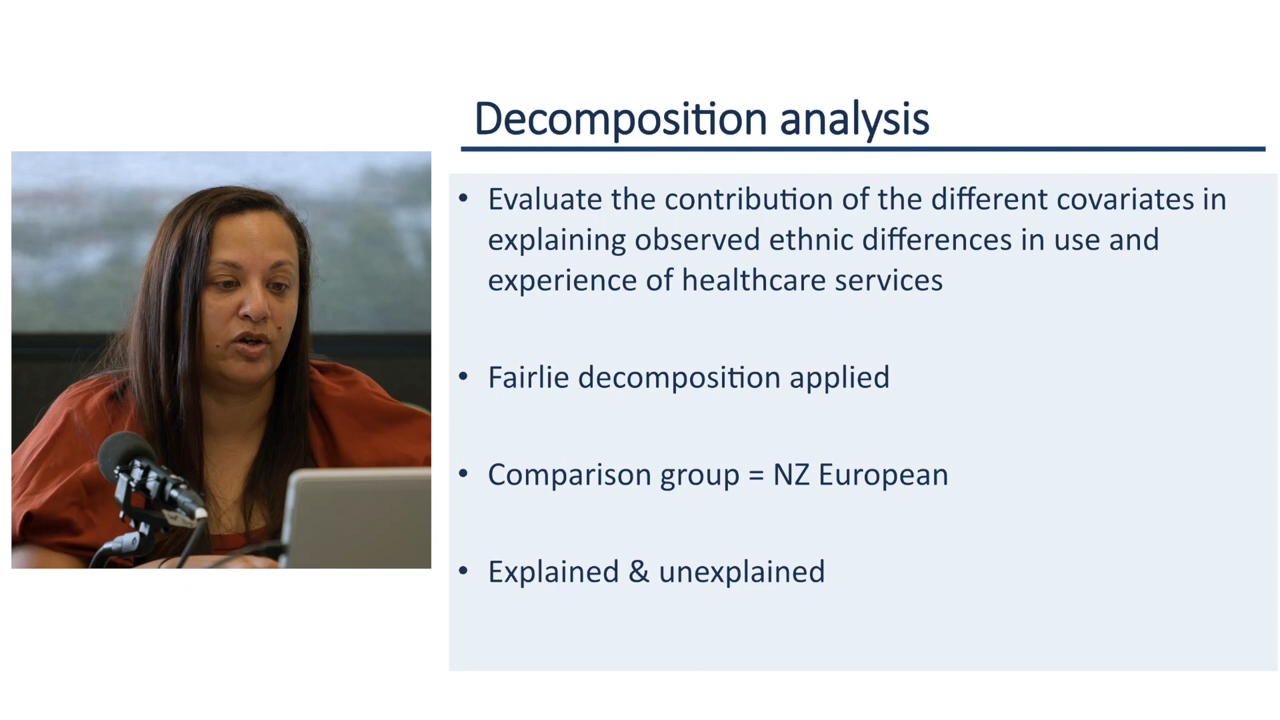 Decomposition analysis
• Evaluate the contribution of the different covariates in
explaining observed ethnic differences in use and
experience of healthcare services
• Fairlie decomposition applied
• Comparison group = NZ European
• Explained & unexplained